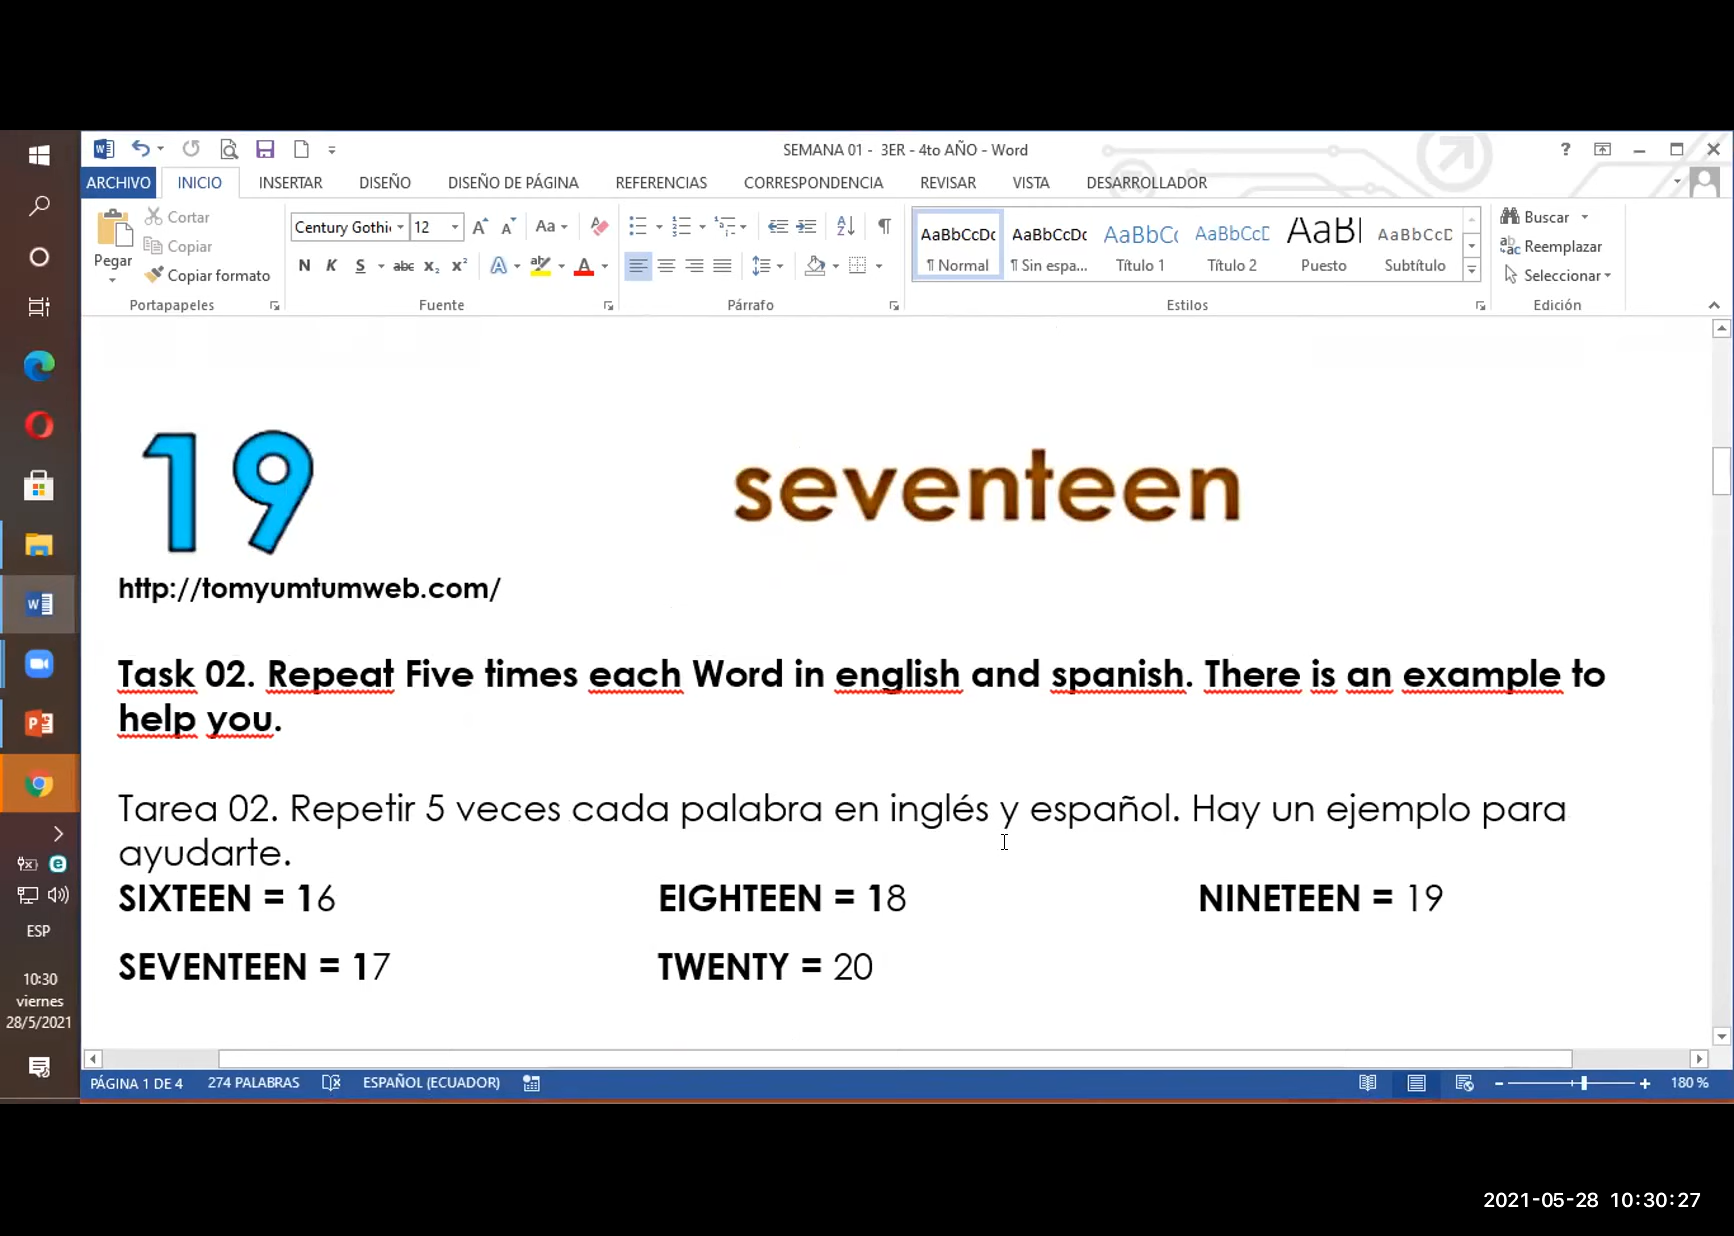 SEMANA 01 - 3ER - 4to AÑO - Word
ARCHIVO INICIO INSERTAR DISEÑO DISEÑO DE PÁGINA REFERENCIAS CORRESPONDENCIA REVISAR VISTA DESARROLLADOR
Pegar
Cortar
Copiar
Copiar formato
Portapapeles
Century Gothi 12
N K S abc x₂ x²
Fuente
Párrafo
AaBbCcDc AaBbCcDc AaBbC( AaBbCcD AaB AaBbCcD
¶ Normal ¶ Sin espa... Título 1 Título 2 Puesto Subtítulo
Estilos
Buscar
Reemplazar
Seleccionar
Edición
19 seventeen
http://tomyumtumweb.com/
Task 02. Repeat Five times each Word in english and spanish. There is an example to
help you.
Tarea 02. Repetir 5 veces cada palabra en inglés y español. Hay un ejemplo para
ayudarte.
SIXTEEN = 16 EIGHTEEN = 18 NINETEEN = 19
SEVENTEEN = 17 TWENTY = 20
ESP
10:30
viernes
28/5/2021
PÁGINA 1 DE 4 274 PALABRAS ESPAÑOL (ECUADOR) 180 %
2021-05-28 10:30:27